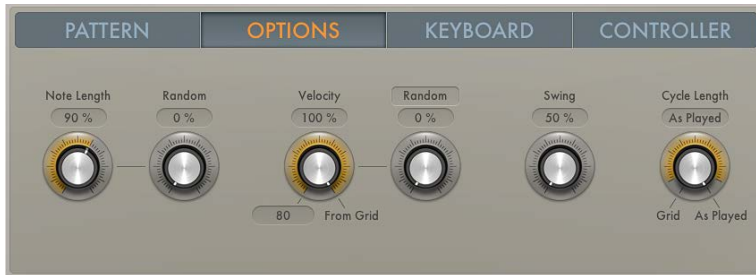 PATTERN OPTIONS KEYBOARD CONTROLLER
Note Length Random Velocity Random Swing Cycle Length
90 % 0 % 100 % 0 % 50 % As Played
80 From Grid Grid As Played